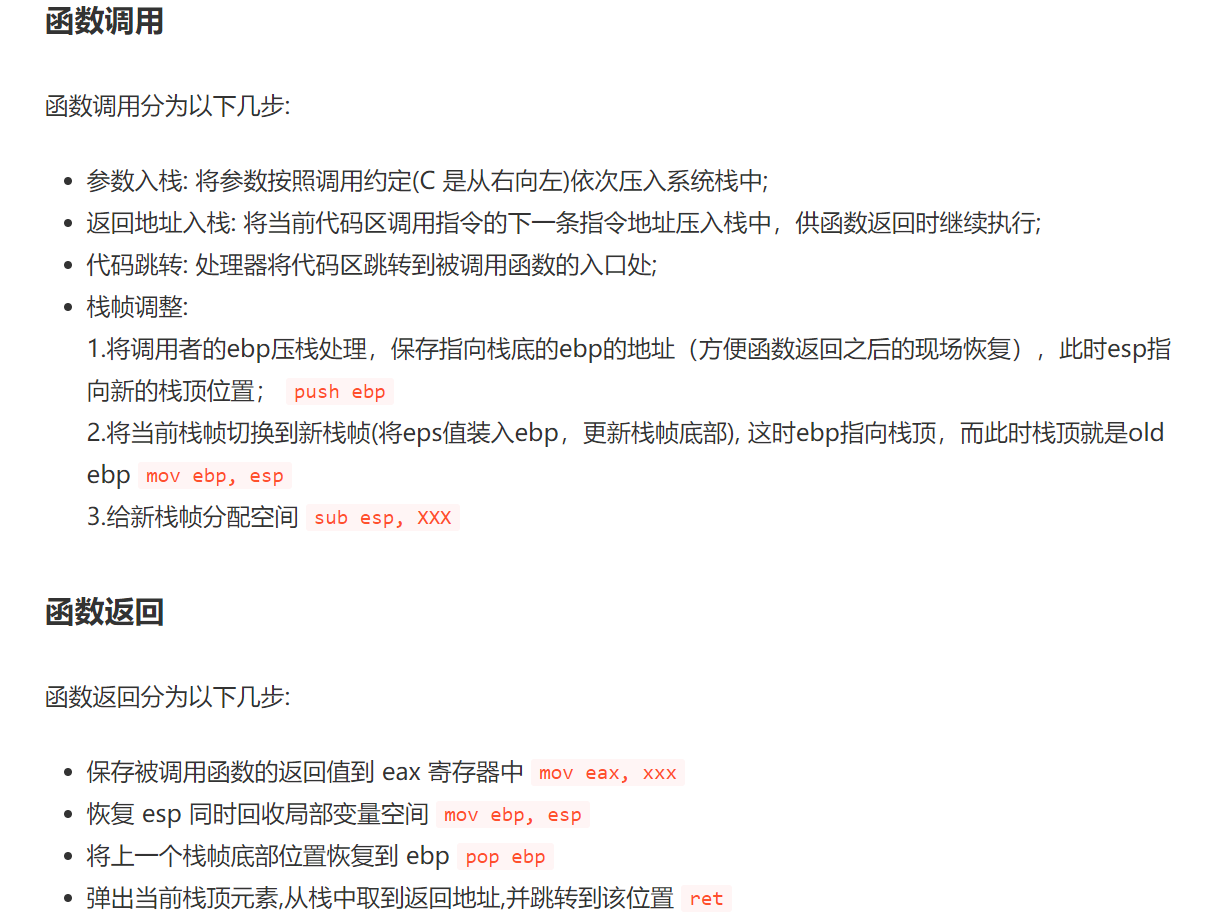 函数调用
函数调用分为以下几步:
参数入栈: 将参数按照调用约定(C 是从右向左)依次压入系统栈中;
返回地址入栈: 将当前代码区调用指令的下一条指令地址压入栈中，供函数返回时继续执行;
代码跳转: 处理器将代码区跳转到被调用函数的入口处;
栈帧调整:
1.将调用者的ebp压栈处理，保存指向栈底的ebp的地址（方便函数返回之后的现场恢复），此时esp指
向新的栈顶位置； push ebp
2.将当前栈帧切换到新栈帧(将eps值装入ebp，更新栈帧底部), 这时ebp指向栈顶，而此时栈顶就是old
ebp mov ebp, esp
3.给新栈帧分配空间 sub esp, XXX
函数返回
函数返回分为以下几步:
保存被调用函数的返回值到 eax 寄存器中 mov eax, xxx
恢复 esp 同时回收局部变量空间 mov ebp, esp
将上一个栈帧底部位置恢复到 ebp pop ebp
弹出当前栈顶元素,从栈中取到返回地址,并跳转到该位置 ret